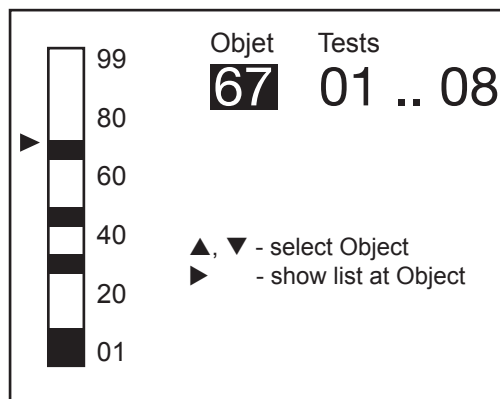 Objet Tests
67 01 .. 08
99
80
60
40
20
01
▲, ▼ - select Object
► - show list at Object